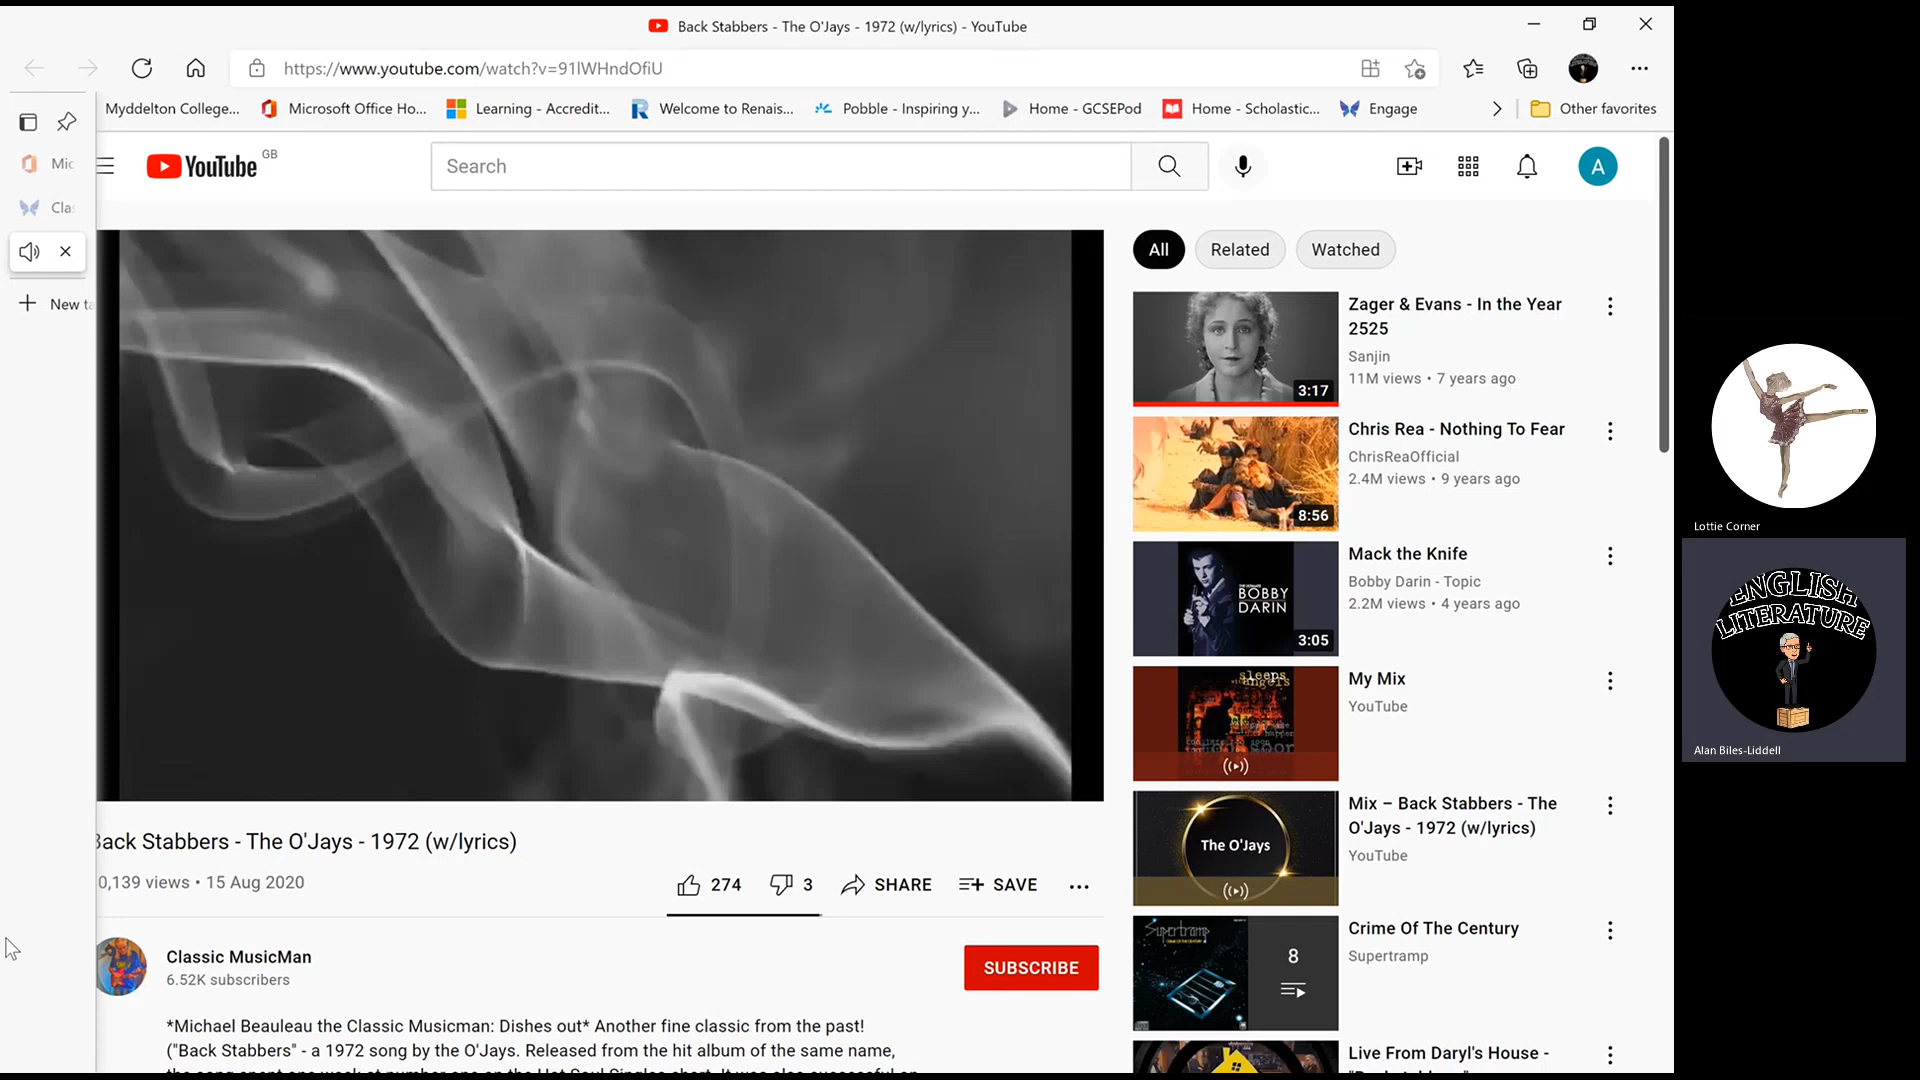 Back Stabbers - The O'Jays - 1972 (w/lyrics) - YouTube
https://www.youtube.com/watch?v=91lWHndOfiU
Myddelton College...
Microsoft Office Ho...
Learning - Accredit...
Welcome to Renais...
Pobble - Inspiring y...
Home - GCSEPod
Home - Scholastic...
Engage
Other favorites
Mic
Clas
New ta
YouTube GB
Search
A
All
Related
Watched
Zager & Evans - In the Year
2525
Sanjin
11M views • 7 years ago
3:17
Chris Rea - Nothing To Fear
ChrisReaOfficial
2.4M views • 9 years ago
8:56
Mack the Knife
Bobby Darin - Topic
2.2M views • 4 years ago
THE ULTIMATE
BOBBY
DARIN
3:05
My Mix
YouTube
sleeps
angels
Mix – Back Stabbers - The
O'Jays - 1972 (w/lyrics)
YouTube
The O'Jays
Crime Of The Century
Supertramp
Supertramp
8
Live From Daryl's House -
Back Stabbers - The O'Jays - 1972 (w/lyrics)
0,139 views • 15 Aug 2020
274
3
SHARE
SAVE
Classic MusicMan
6.52K subscribers
SUBSCRIBE
*Michael Beauleau the Classic Musicman: Dishes out* Another fine classic from the past!
("Back Stabbers" - a 1972 song by the O'Jays. Released from the hit album of the same name,
Lottie Corner
ENGLISH
LITERATURE
Alan Biles-Liddell